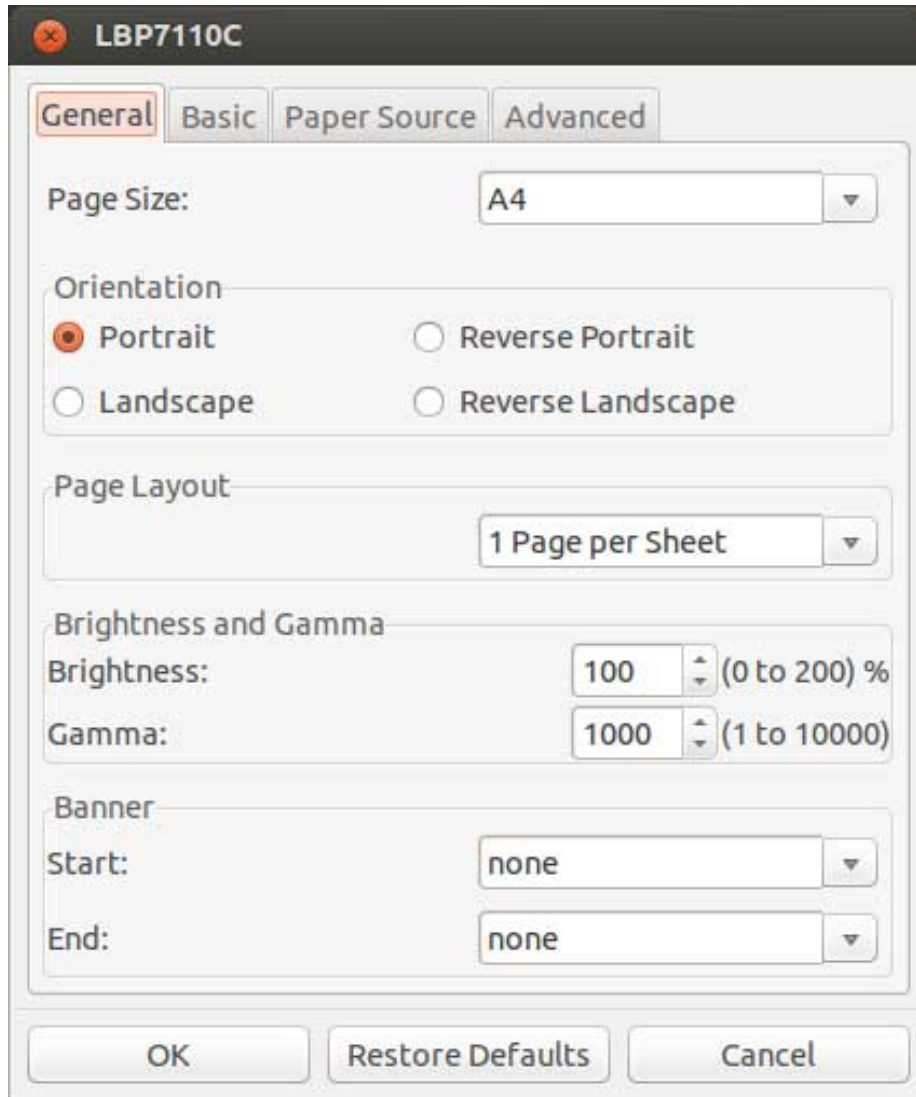 LBP7110C
General Basic Paper Source Advanced
Page Size: A4
Orientation
Portrait Reverse Portrait
Landscape Reverse Landscape
Page Layout
1 Page per Sheet
Brightness and Gamma
Brightness: 100 (0 to 200) %
Gamma: 1000 (1 to 10000)
Banner
Start: none
End: none
OK Restore Defaults Cancel